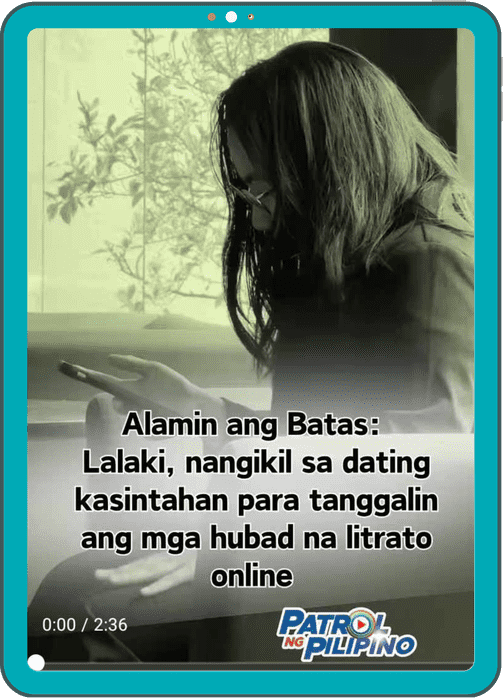 Alamin ang Batas:
Lalaki, nangikil sa dating
kasintahan para tanggalin
ang mga hubad na litrato
online
0:00 / 2:36
PATROL
NG PILIPINO